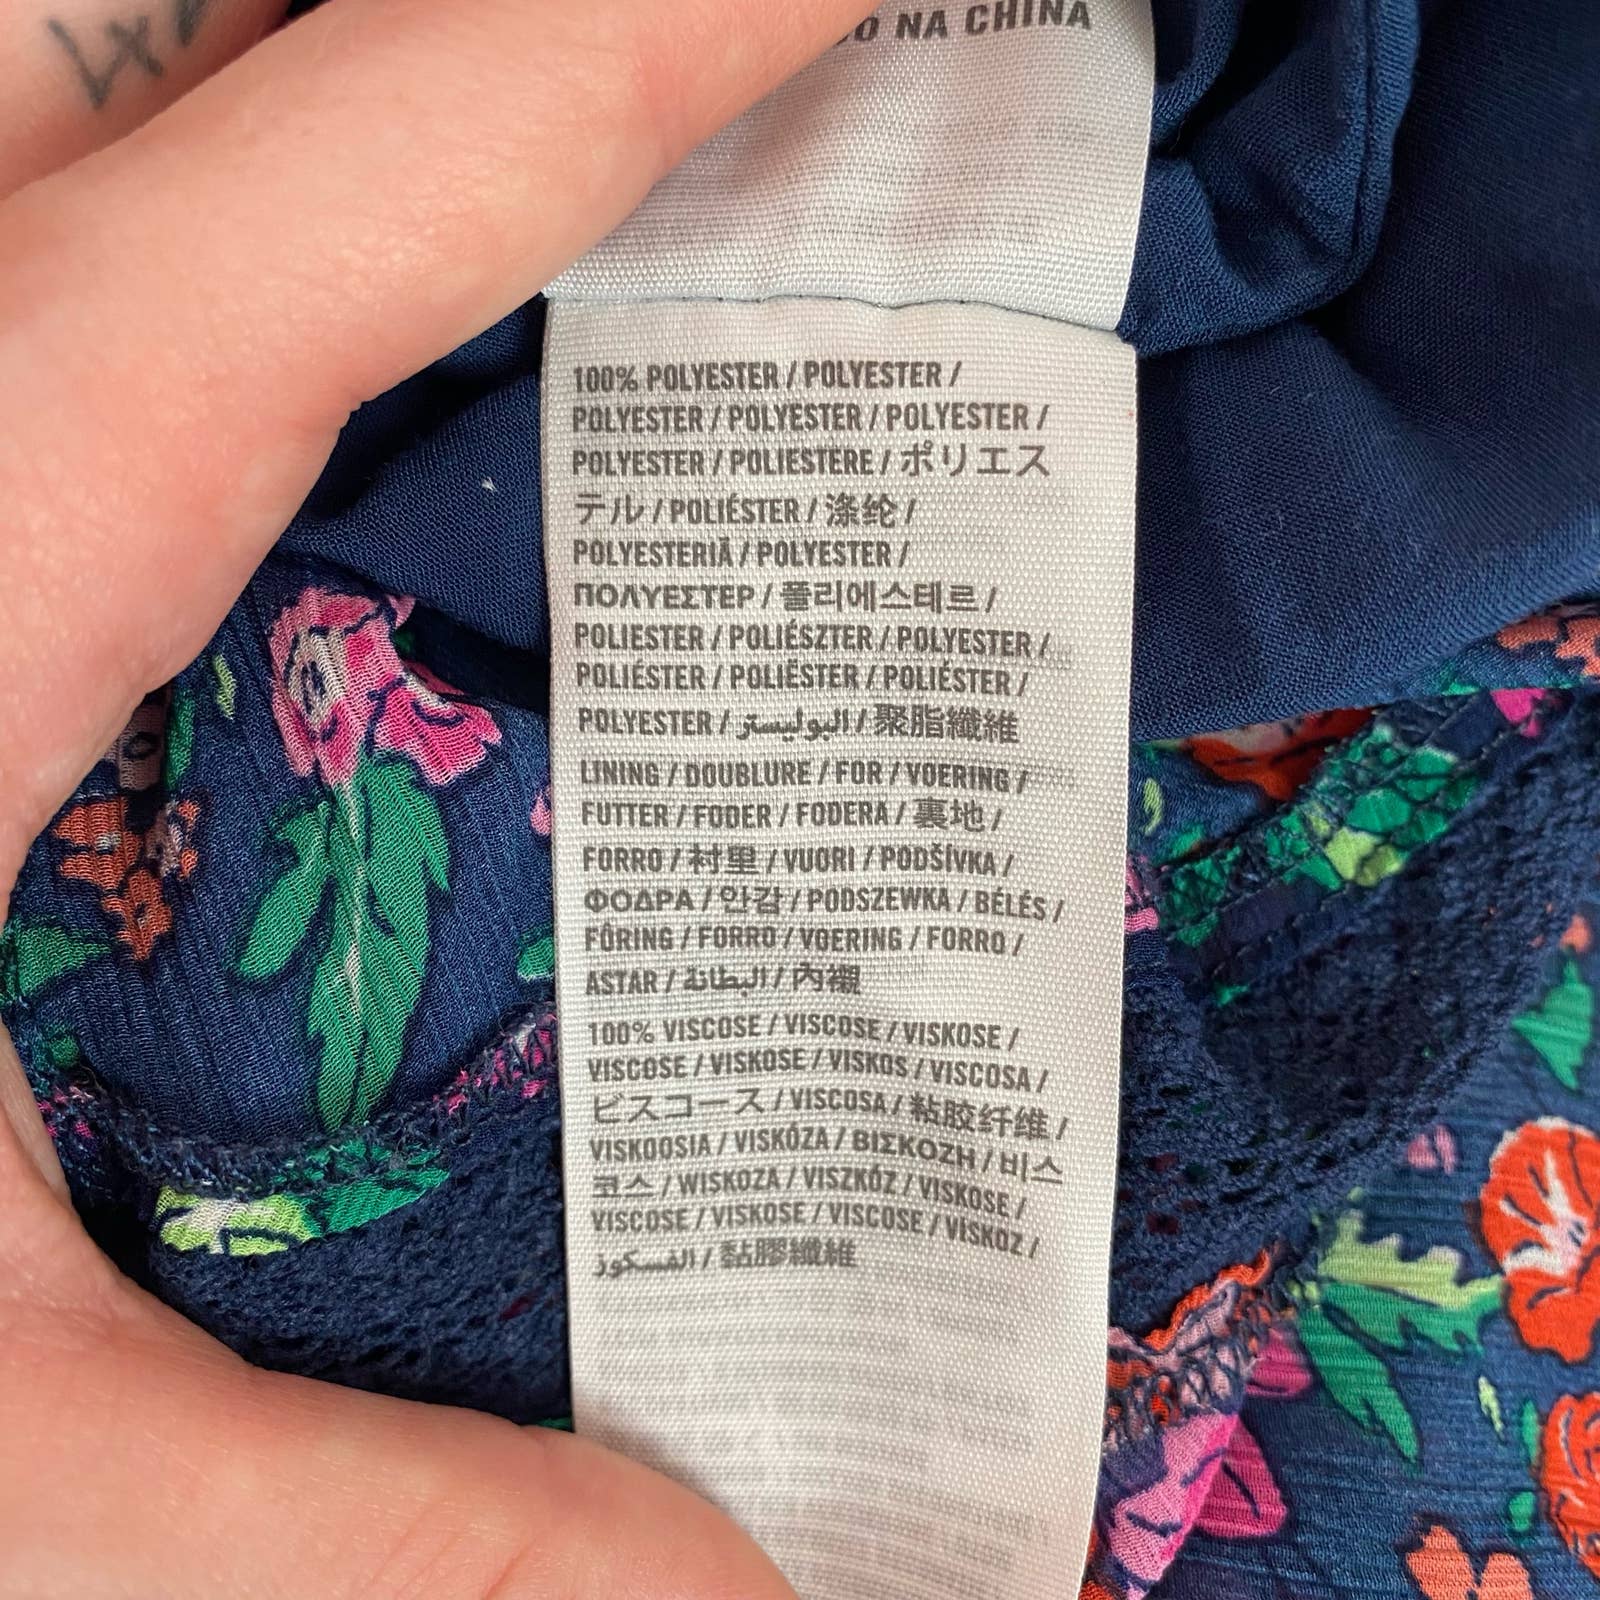 DO NA CHINA
100% POLYESTER / POLYESTER /
POLYESTER / POLYESTER / POLYESTER /
POLYESTER / POLIESTERE / ポリエス
テル / POLIÉSTER / 涤纶 /
POLYESTERIÄ / POLYESTER /
ΠΟΛΥΕΣΤΕΡ / 폴리에스테르 /
POLIESTER / POLIÉSZTER / POLYESTER /
POLIÉSTER / POLIËSTER / POLIÉSTER /
POLYESTER / البوليستر / 聚脂纖維
LINING / DOUBLURE / FOR / VOERING /
FUTTER / FODER / FODERA / 裏地 /
FORRO / 衬里 / VUORI / PODŠÍVKA /
ΦΟΔΡΑ / 안감 / PODSZEWKA / BÉLÉS /
FÔRING / FORRO / VOERING / FORRO /
ASTAR / البطانة / 內襯
100% VISCOSE / VISCOSE / VISKOSE /
VISCOSE / VISKOSE / VISKOS / VISCOSA /
ビスコース / VISCOSA / 粘胶纤维 /
VISKOOSIA / VISKÓZA / ΒΙΣΚΟΖΗ / 비스
코스 / WISKOZA / VISZKÓZ / VISKOSE /
VISCOSE / VISKOSE / VISCOSE / VİSKOZ /
الفسكوز / 黏膠纖維